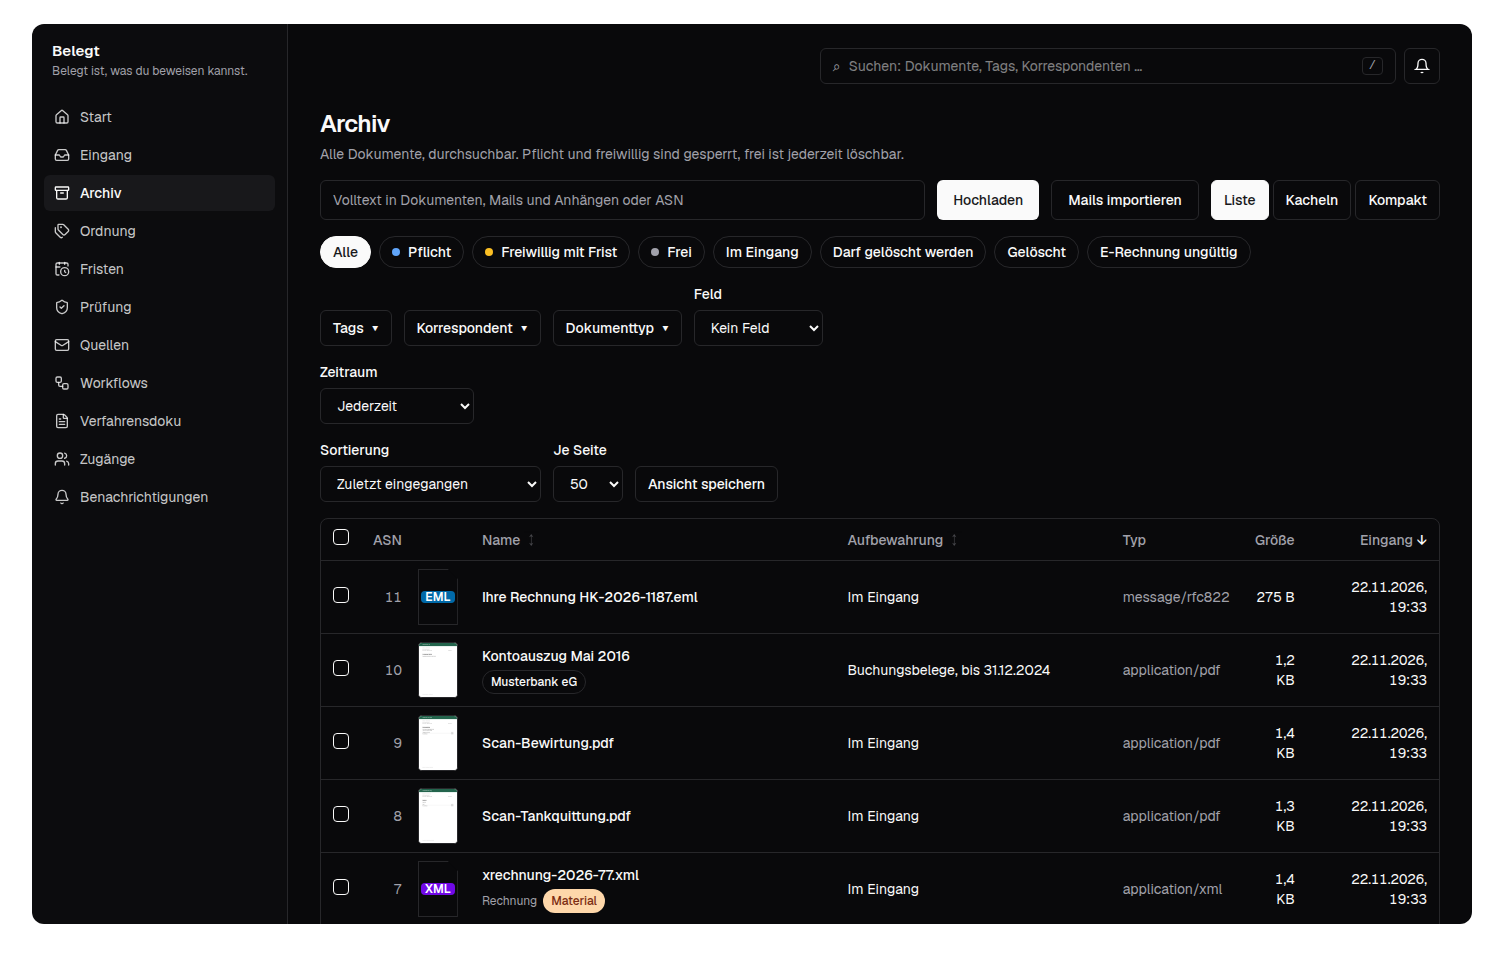 Belegt
Belegt ist, was du beweisen kannst.
Start
Eingang
Archiv
Ordnung
Fristen
Prüfung
Quellen
Workflows
Verfahrensdoku
Zugänge
Benachrichtigungen
Suchen: Dokumente, Tags, Korrespondenten … /
Archiv
Alle Dokumente, durchsuchbar. Pflicht und freiwillig sind gesperrt, frei ist jederzeit löschbar.
Volltext in Dokumenten, Mails und Anhängen oder ASN Hochladen Mails importieren Liste Kacheln Kompakt
Alle Pflicht Freiwillig mit Frist Frei Im Eingang Darf gelöscht werden Gelöscht E-Rechnung ungültig
Feld
Tags Korrespondent Dokumenttyp Kein Feld
Zeitraum
Jederzeit
Sortierung Je Seite
Zuletzt eingegangen 50 Ansicht speichern
ASN Name Aufbewahrung Typ Größe Eingang
11 EML Ihre Rechnung HK-2026-1187.eml Im Eingang message/rfc822 275 B 22.11.2026, 19:33
10 Kontoauszug Mai 2016 Buchungsbelege, bis 31.12.2024 application/pdf 1,2 KB 22.11.2026, 19:33
Musterbank eG
9 Scan-Bewirtung.pdf Im Eingang application/pdf 1,4 KB 22.11.2026, 19:33
8 Scan-Tankquittung.pdf Im Eingang application/pdf 1,3 KB 22.11.2026, 19:33
7 XML xrechnung-2026-77.xml Im Eingang application/xml 1,4 KB 22.11.2026, 19:33
Rechnung Material